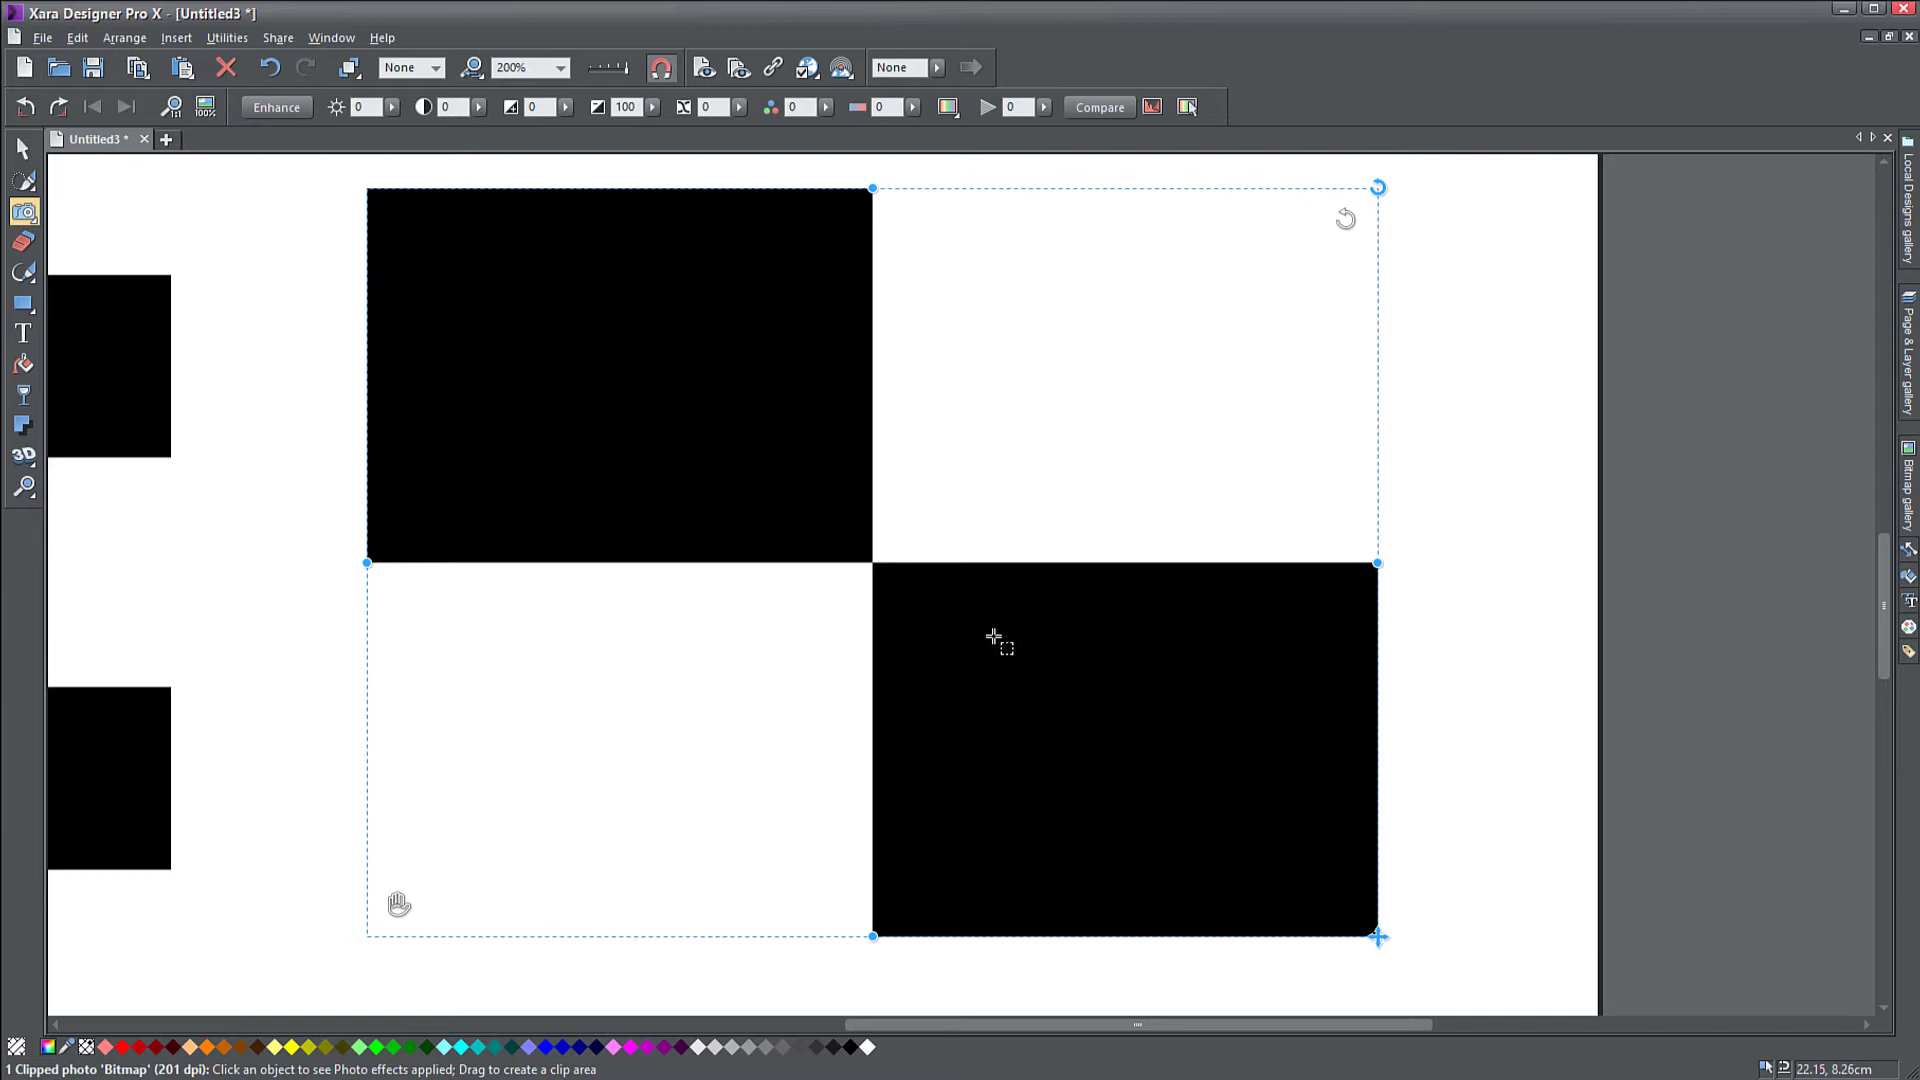 Xara Designer Pro X - [Untitled3 *]
File Edit Arrange Insert Utilities Share Window Help
None 200% None
Enhance 0 0 0 100 0 0 0 0 Compare
Untitled3 *
T
3D
Local Designs gallery
Page & Layer gallery
Bitmap gallery
1 Clipped photo 'Bitmap' (201 dpi): Click an object to see Photo effects applied; Drag to create a clip area
22.15, 8.26cm